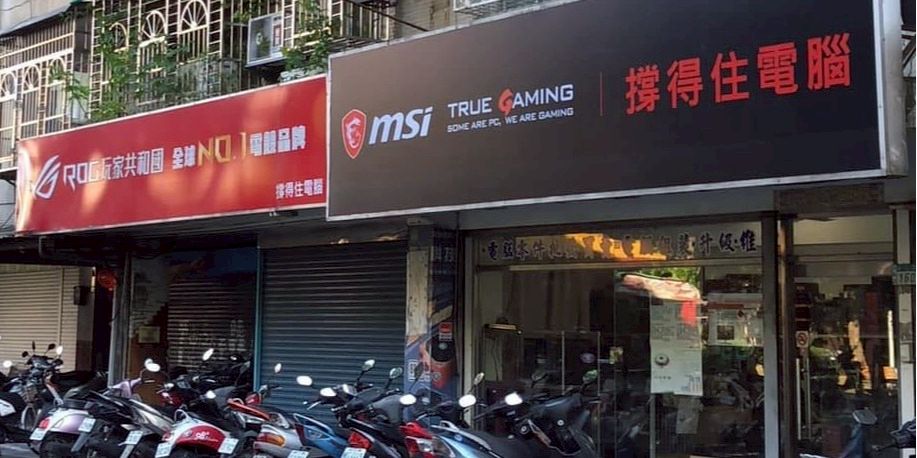 ROG玩家共和國 全球NO.1電競品牌
撐得住電腦
msi TRUE GAMING
SOME ARE PC, WE ARE GAMING
撐得住電腦